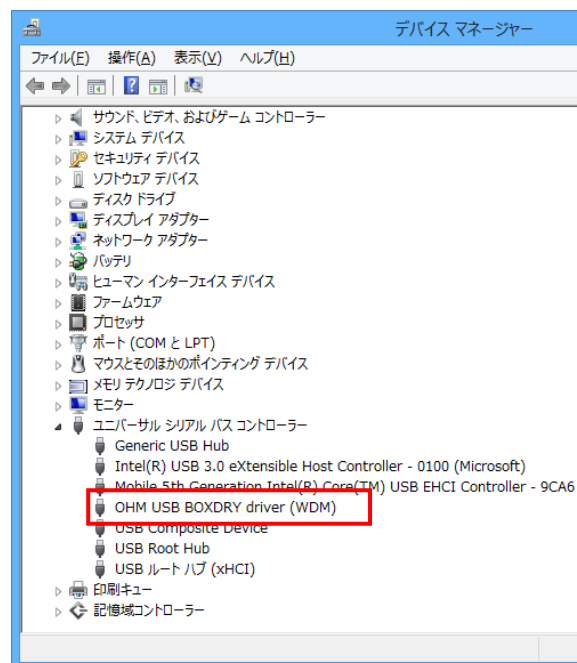 デバイス マネージャー
ファイル(F) 操作(A) 表示(V) ヘルプ(H)
サウンド、ビデオ、およびゲーム コントローラー
システム デバイス
セキュリティ デバイス
ソフトウェア デバイス
ディスク ドライブ
ディスプレイ アダプター
ネットワーク アダプター
バッテリ
ヒューマン インターフェイス デバイス
ファームウェア
プロセッサ
ポート (COM と LPT)
マウスとそのほかのポインティング デバイス
メモリ テクノロジ デバイス
モニター
ユニバーサル シリアル バス コントローラー
Generic USB Hub
Intel(R) USB 3.0 eXtensible Host Controller - 0100 (Microsoft)
Mobile 5th Generation Intel(R) Core(TM) USB EHCI Controller - 9CA6
OHM USB BOXDRY driver (WDM)
USB Composite Device
USB Root Hub
USB ルート ハブ (xHCI)
印刷キュー
記憶域コントローラー